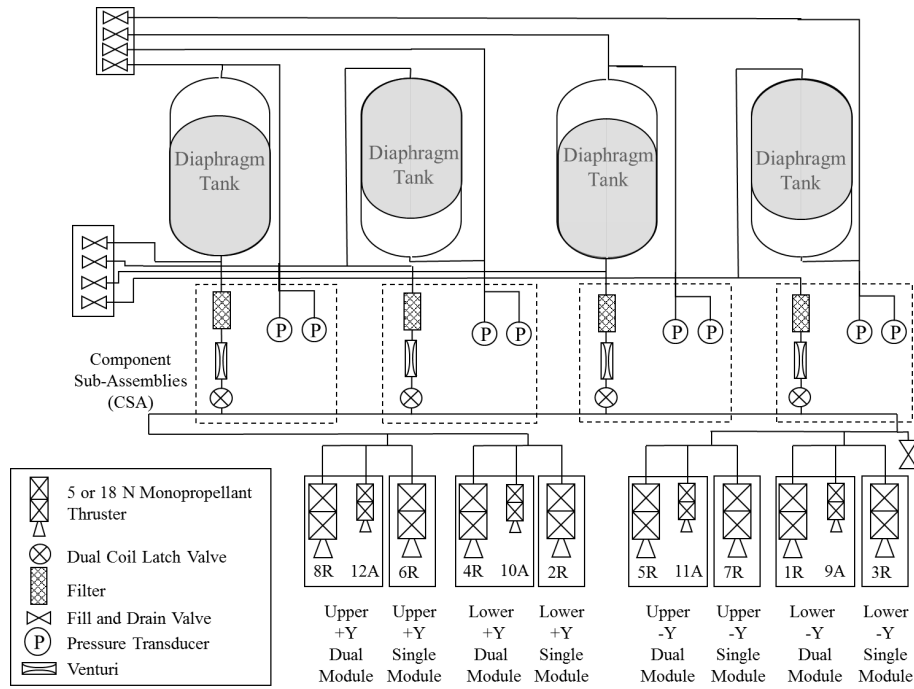 Diaphragm
Tank
Diaphragm
Tank
Diaphragm
Tank
Diaphragm
Tank
P
P
P
P
P
P
P
P
Component
Sub-Assemblies
(CSA)
5 or 18 N Monopropellant
Thruster
Dual Coil Latch Valve
Filter
Fill and Drain Valve
P Pressure Transducer
Venturi
8R 12A 6R 4R 10A 2R 5R 11A 7R 1R 9A 3R
Upper
+Y
Dual
Module
Upper
+Y
Single
Module
Lower
+Y
Dual
Module
Lower
+Y
Single
Module
Upper
-Y
Dual
Module
Upper
-Y
Single
Module
Lower
-Y
Dual
Module
Lower
-Y
Single
Module